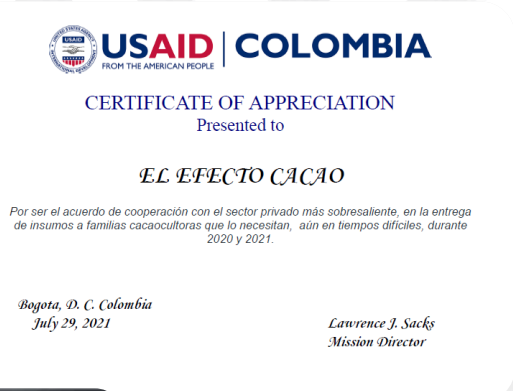 USAID | COLOMBIA
FROM THE AMERICAN PEOPLE
CERTIFICATE OF APPRECIATION
Presented to
EL EFECTO CACAO
Por ser el acuerdo de cooperación con el sector privado más sobresaliente, en la entrega
de insumos a familias cacaocultoras que lo necesitan, aún en tiempos difíciles, durante
2020 y 2021.
Bogota, D. C. Colombia
July 29, 2021
Lawrence J. Sacks
Mission Director